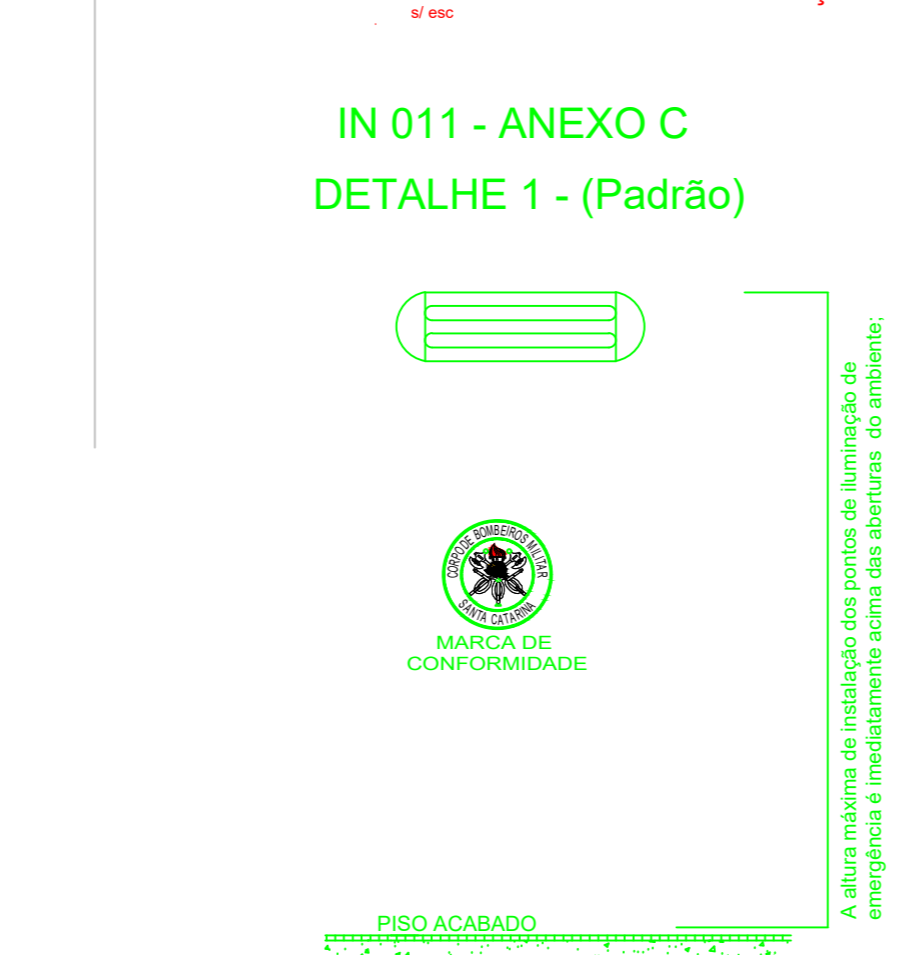 s/ esc
IN 011 - ANEXO C
DETALHE 1 - (Padrão)
CORPO DE BOMBEIROS MILITAR
SANTA CATARINA
MARCA DE
CONFORMIDADE
A altura máxima de instalação dos pontos de iluminação de
emergência é imediatamente acima das aberturas do ambiente;
PISO ACABADO